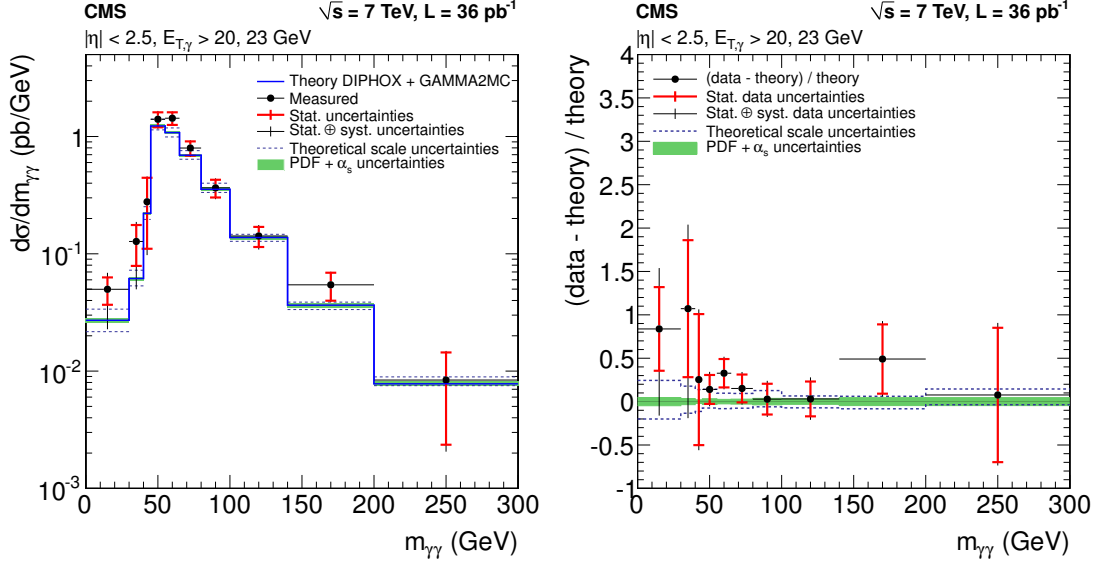 CMS √s = 7 TeV, L = 36 pb⁻¹
|η| < 2.5, E_T,γ > 20, 23 GeV
Theory DIPHOX + GAMMA2MC
Measured
Stat. uncertainties
Stat. ⊕ syst. uncertainties
Theoretical scale uncertainties
PDF + α_s uncertainties
dσ/dm_γγ (pb/GeV)
1
10⁻¹
10⁻²
10⁻³
0 50 100 150 200 250 300
m_γγ (GeV)
CMS √s = 7 TeV, L = 36 pb⁻¹
|η| < 2.5, E_T,γ > 20, 23 GeV
(data - theory) / theory
Stat. data uncertainties
Stat. ⊕ syst. data uncertainties
Theoretical scale uncertainties
PDF + α_s uncertainties
(data - theory) / theory
4
3.5
3
2.5
2
1.5
1
0.5
0
-0.5
-1
0 50 100 150 200 250 300
m_γγ (GeV)